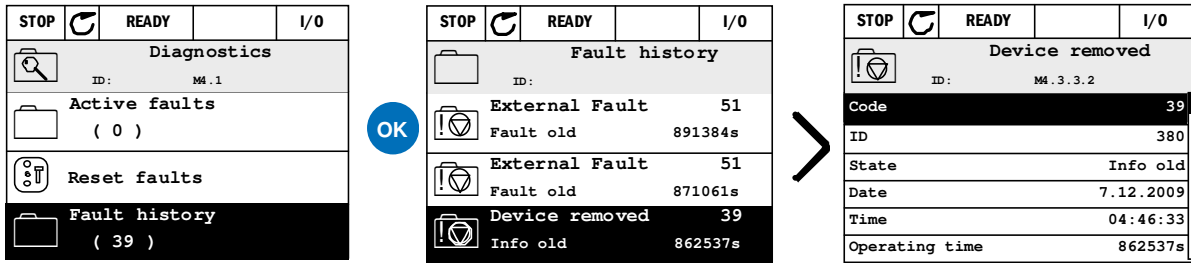 STOP READY I/O
Diagnostics
ID: M4.1
Active faults
( 0 )
Reset faults
Fault history
( 39 )
OK
STOP READY I/O
Fault history
ID:
External Fault 51
Fault old 891384s
External Fault 51
Fault old 871061s
Device removed 39
Info old 862537s
STOP READY I/O
Device removed
ID: M4.3.3.2
Code 39
ID 380
State Info old
Date 7.12.2009
Time 04:46:33
Operating time 862537s